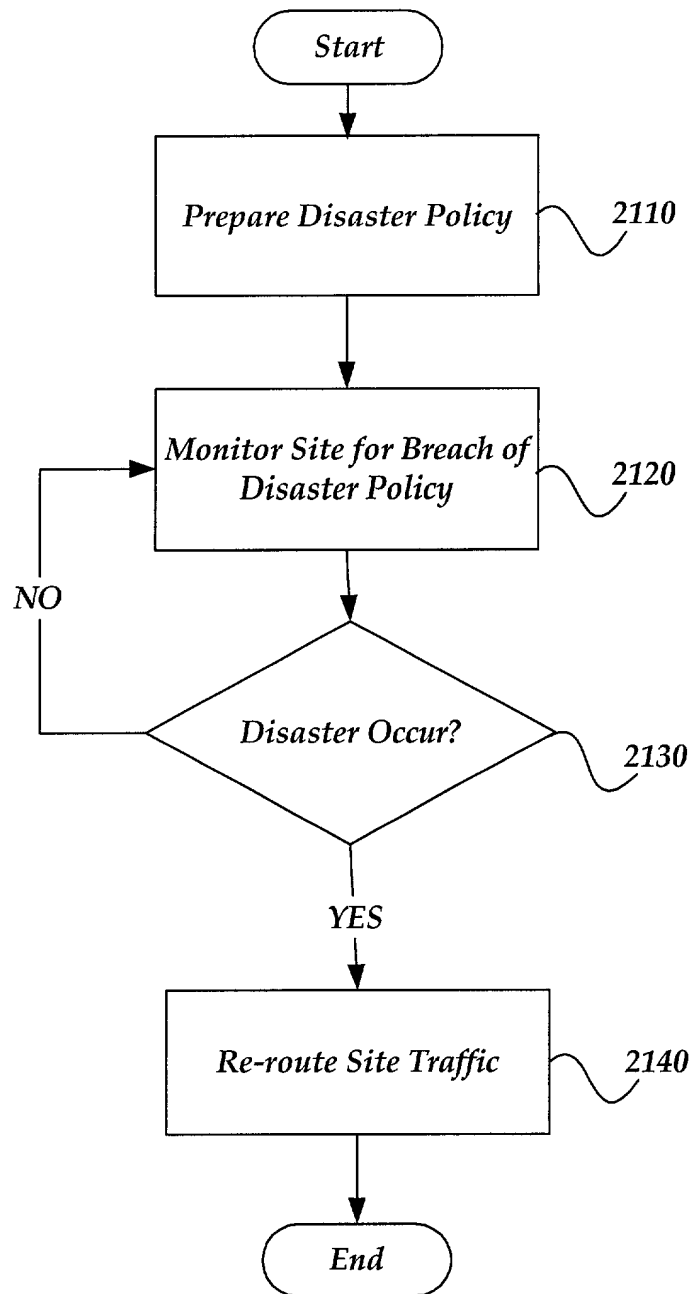 Start
Prepare Disaster Policy
2110
Monitor Site for Breach of
Disaster Policy
2120
NO
Disaster Occur?
2130
YES
Re-route Site Traffic
2140
End